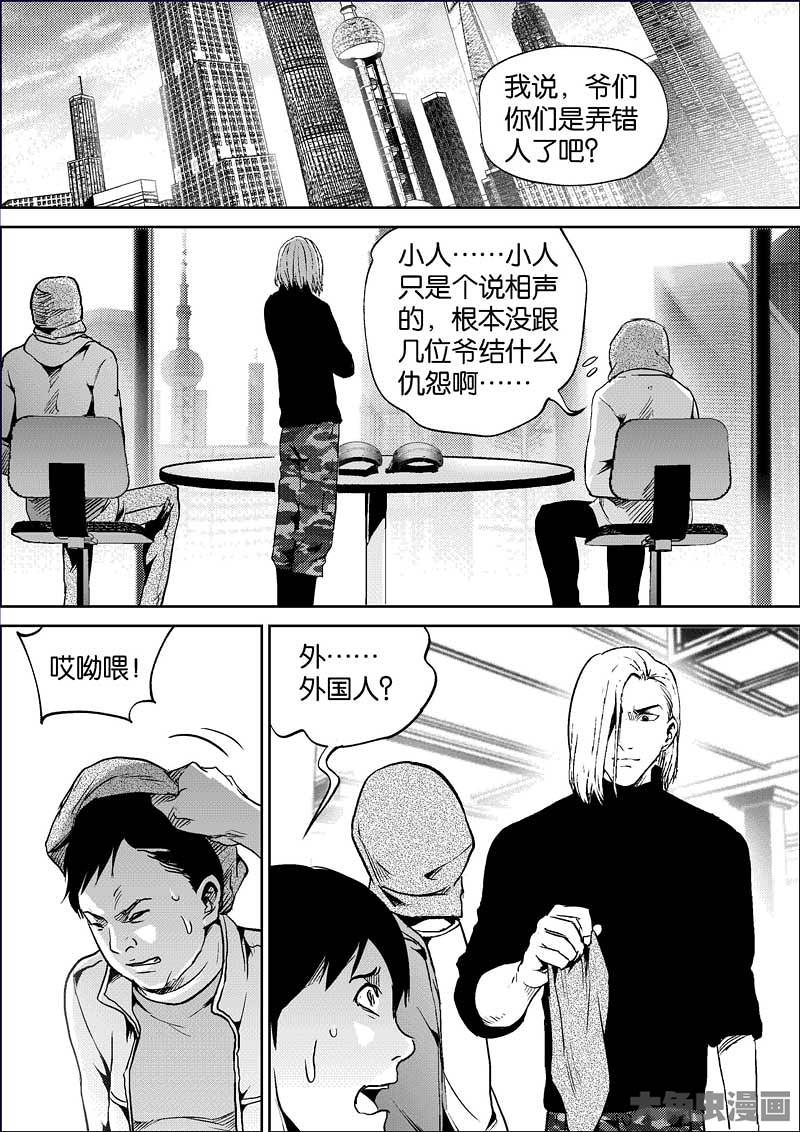 我说，爷们
你们是弄错
人了吧？
小人……小人
只是个说相声
的，根本没跟
几位爷结什么
仇怨啊……
哎呦喂！
外……
外国人？
大角虫漫画